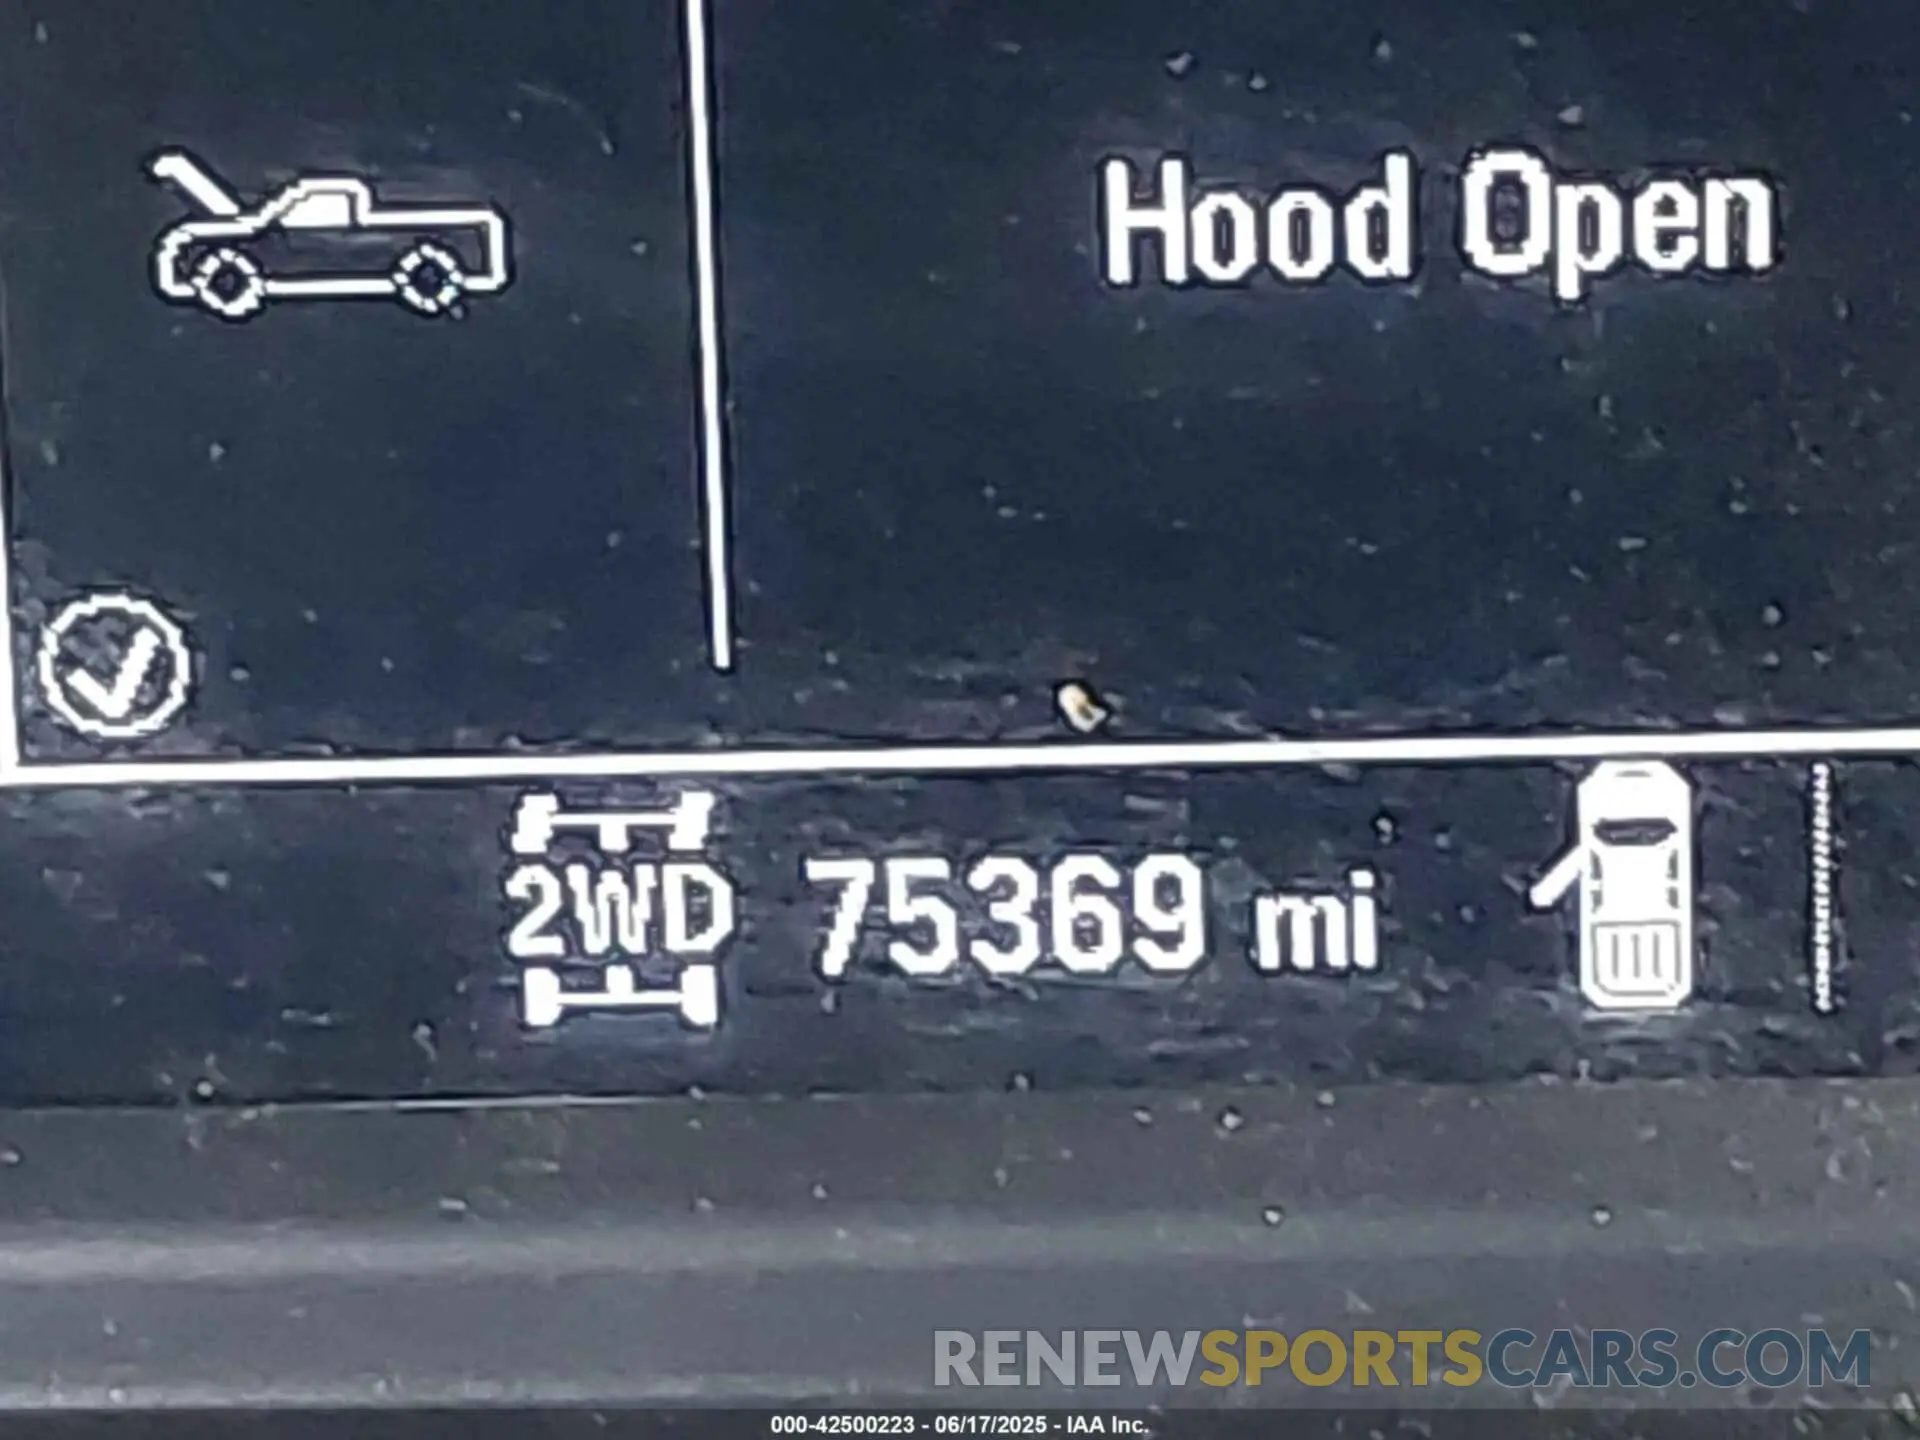 Hood Open
2WD 75369 mi
RENEWSPORTSCARS.COM
000-42500223 - 06/17/2025 - IAA Inc.